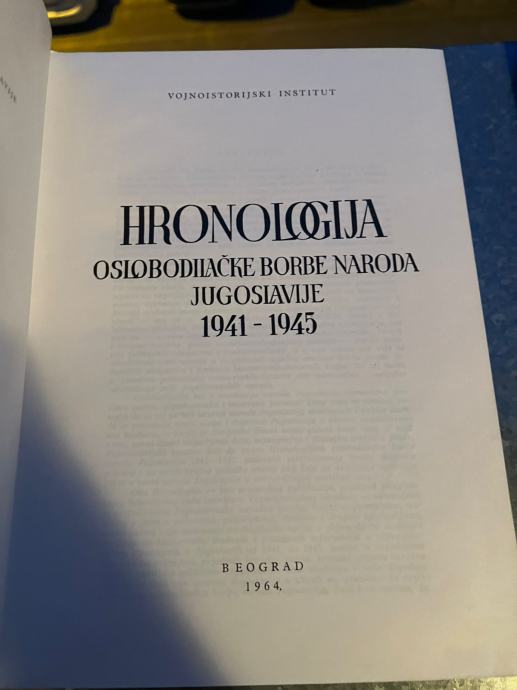 VOJNOISTORIJSKI INSTITUT
HRONOLOGIJA
OSLOBODILAČKE BORBE NARODA
JUGOSLAVIJE
1941 - 1945
BEOGRAD
1964.